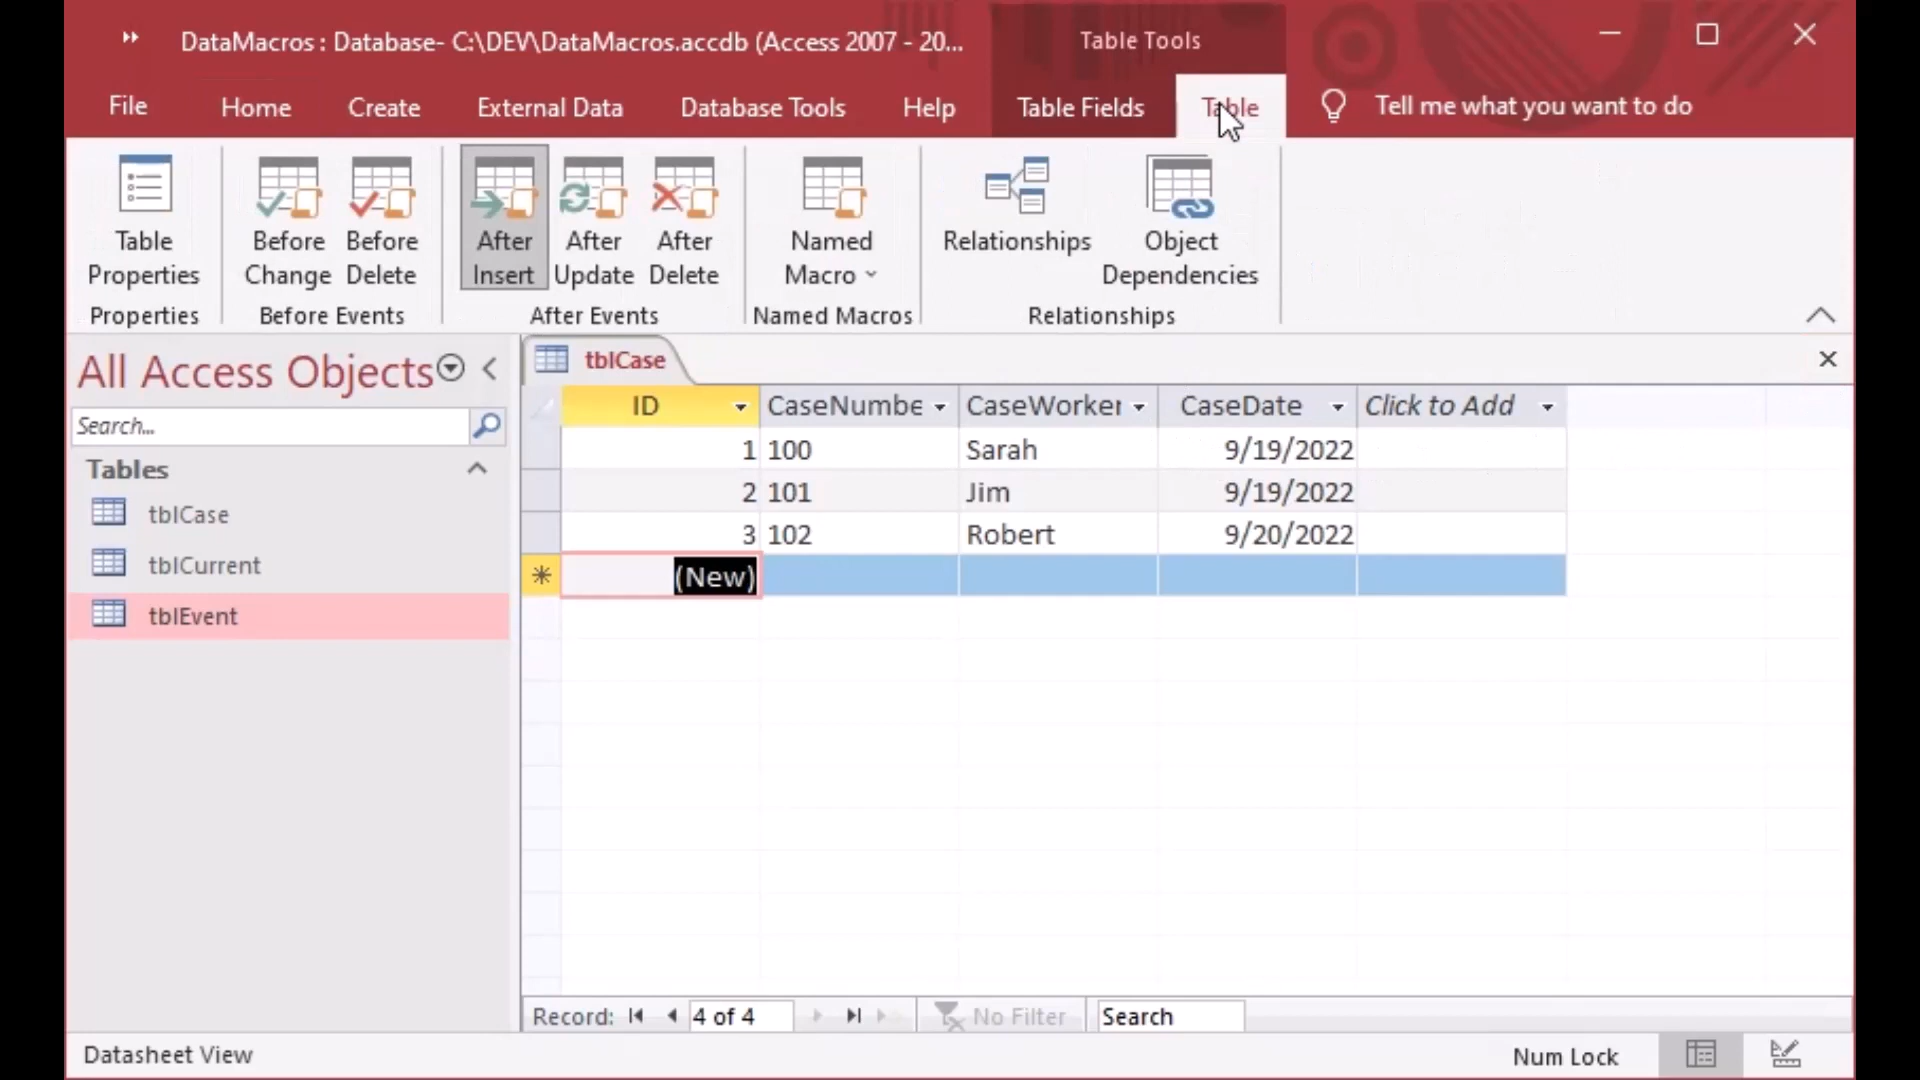 DataMacros : Database- C:\DEV\DataMacros.accdb (Access 2007 - 20...
Table Tools
File Home Create External Data Database Tools Help Table Fields Table Tell me what you want to do
Table Properties
Before Change
Before Delete
After Insert
After Update
After Delete
Named Macro
Relationships
Object Dependencies
Properties Before Events After Events Named Macros Relationships
All Access Objects
Search...
Tables
tblCase
tblCurrent
tblEvent
tblCase
ID CaseNumbe CaseWorker CaseDate Click to Add
1 100 Sarah 9/19/2022
2 101 Jim 9/19/2022
3 102 Robert 9/20/2022
(New)
Record: 4 of 4 No Filter Search
Datasheet View Num Lock